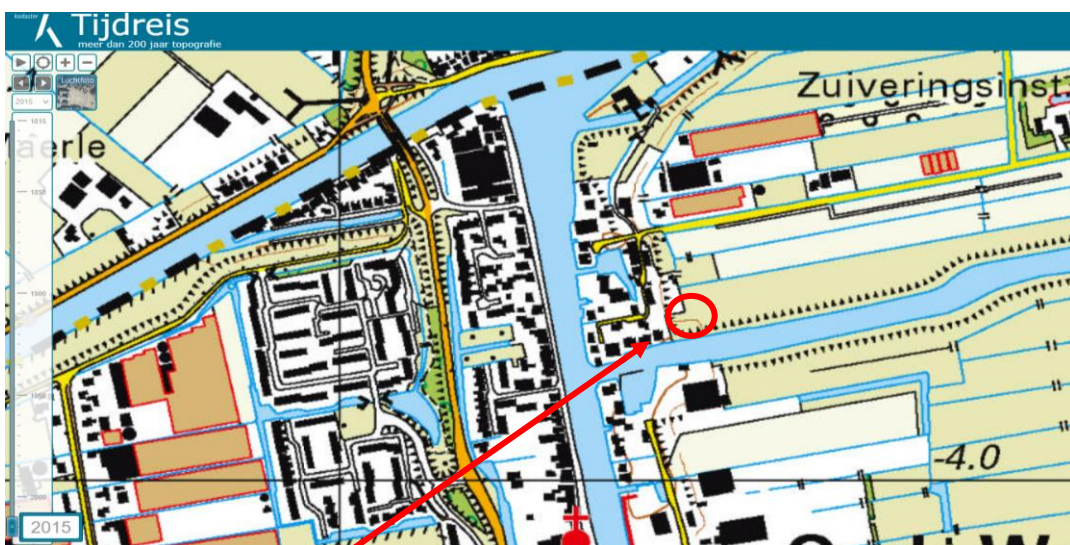 kadaster
Tijdreis
meer dan 200 jaar topografie
Luchtfoto
2015
1815
aerle
Zuiveringsinst.
1850
1900
1950
-4.0
2000
2015